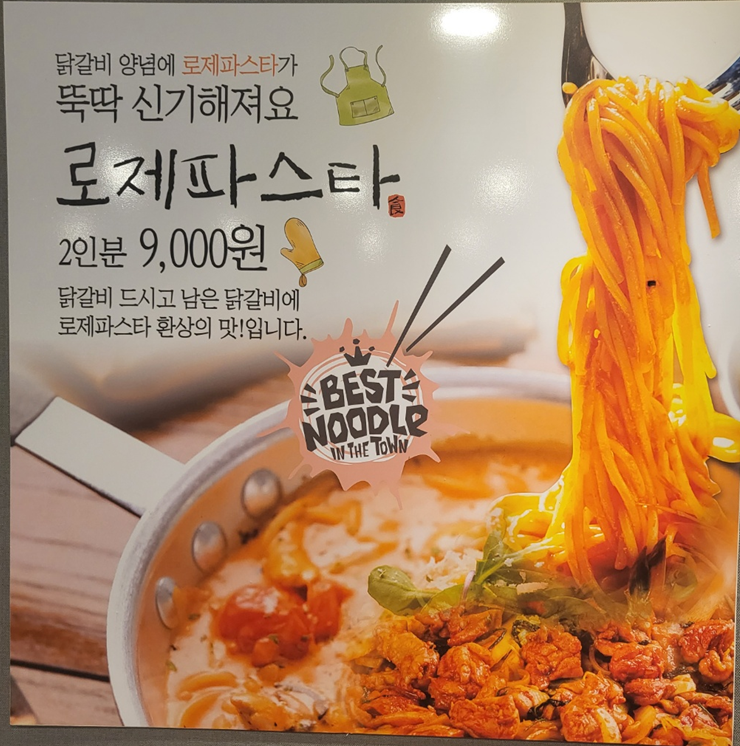 닭갈비 양념에 로제파스타가
뚝딱 신기해져요
로제파스타
食
2인분 9,000원
닭갈비 드시고 남은 닭갈비에
로제파스타 환상의 맛!입니다.
BEST
NOODLE
IN THE TOWN